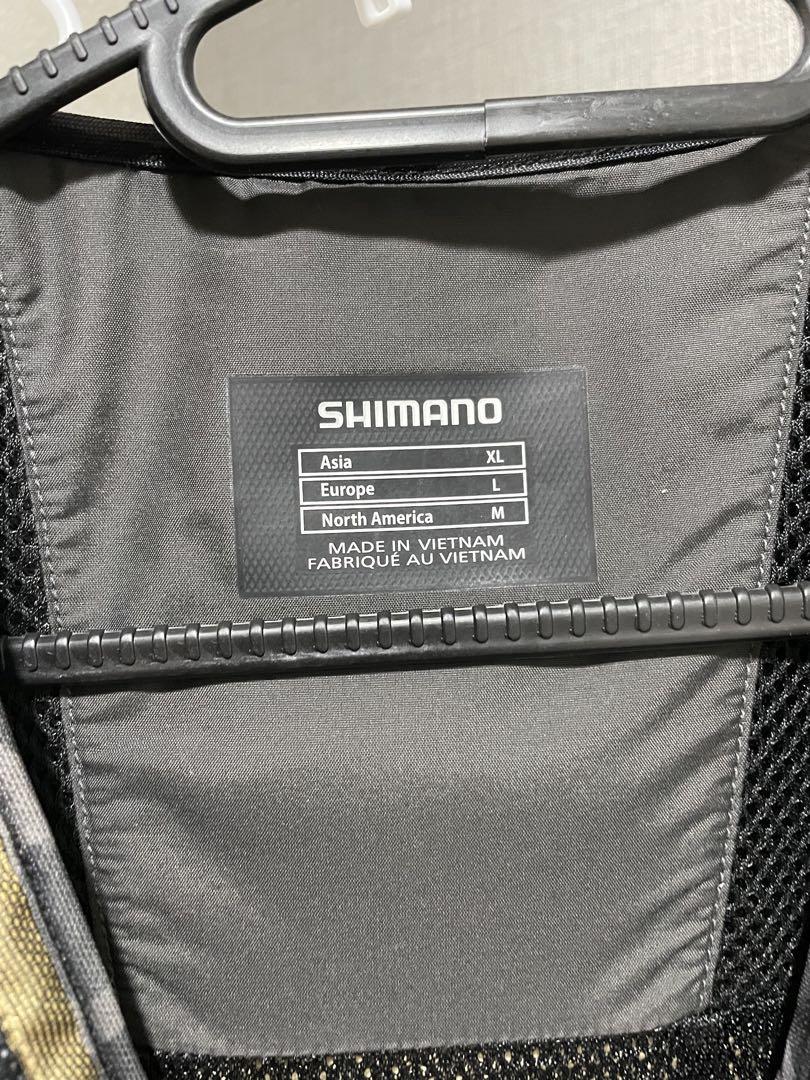 SHIMANO
Asia XL
Europe L
North America M
MADE IN VIETNAM
FABRIQUÉ AU VIETNAM